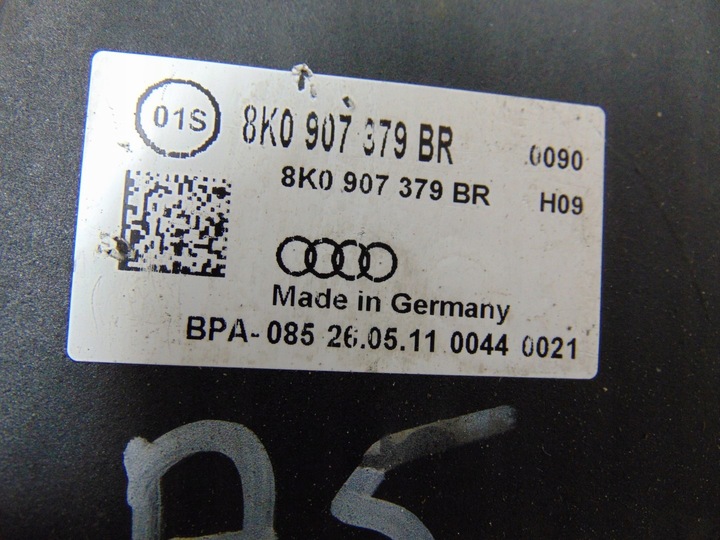 01S 8K0 907 379 BR 0090
8K0 907 379 BR H09
Made in Germany
BPA-085 26.05.11 0044 0021
A5